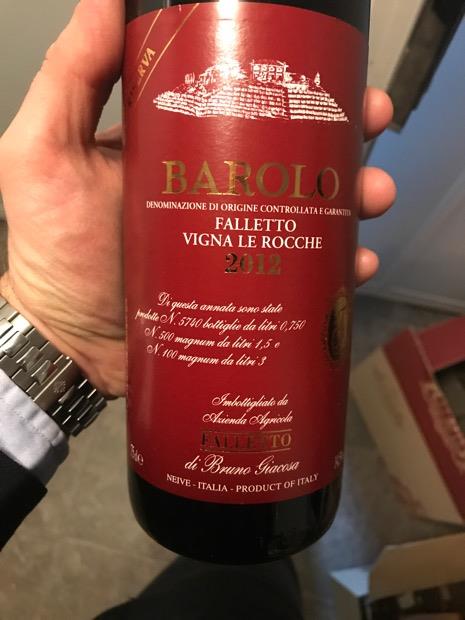 RISERVA
BAROLO
DENOMINAZIONE DI ORIGINE CONTROLLATA E GARANTITA
FALLETTO
VIGNA LE ROCCHE
2012
Di questa annata sono state
prodotte N. 5740 bottiglie da litri 0,750
N. 500 magnum da litri 1,5 e
N. 100 magnum da litri 3
Imbottigliato da
Azienda Agricola
FALLETTO
di Bruno Giacosa
NEIVE - ITALIA - PRODUCT OF ITALY